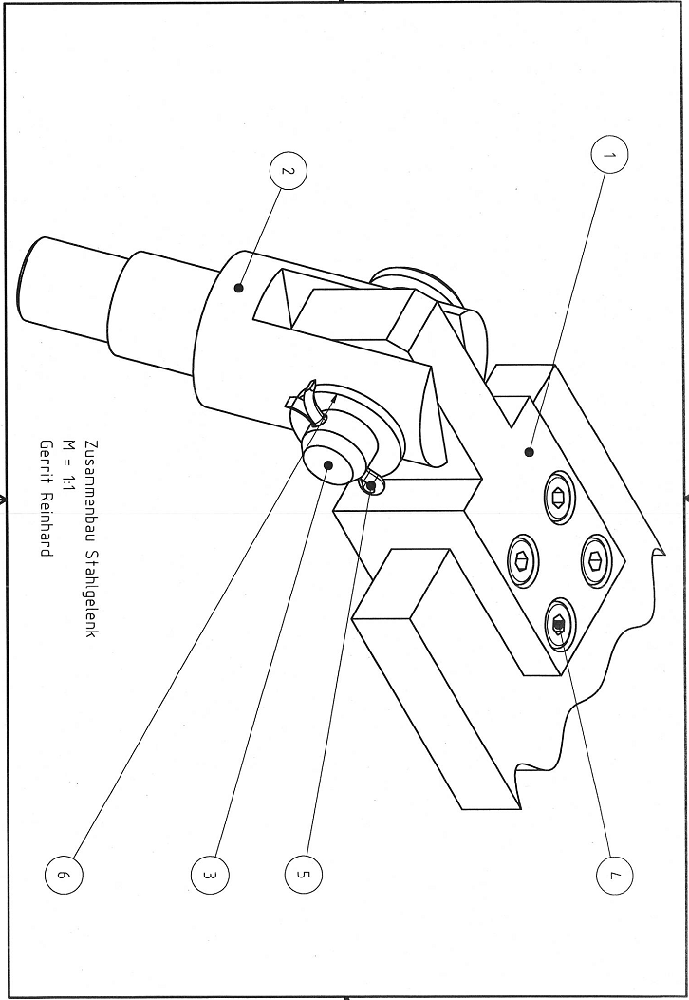 1
2
Zusammenbau Stahlgelenk
M = 1:1
Gerrit Reinhard
6
3
5
4